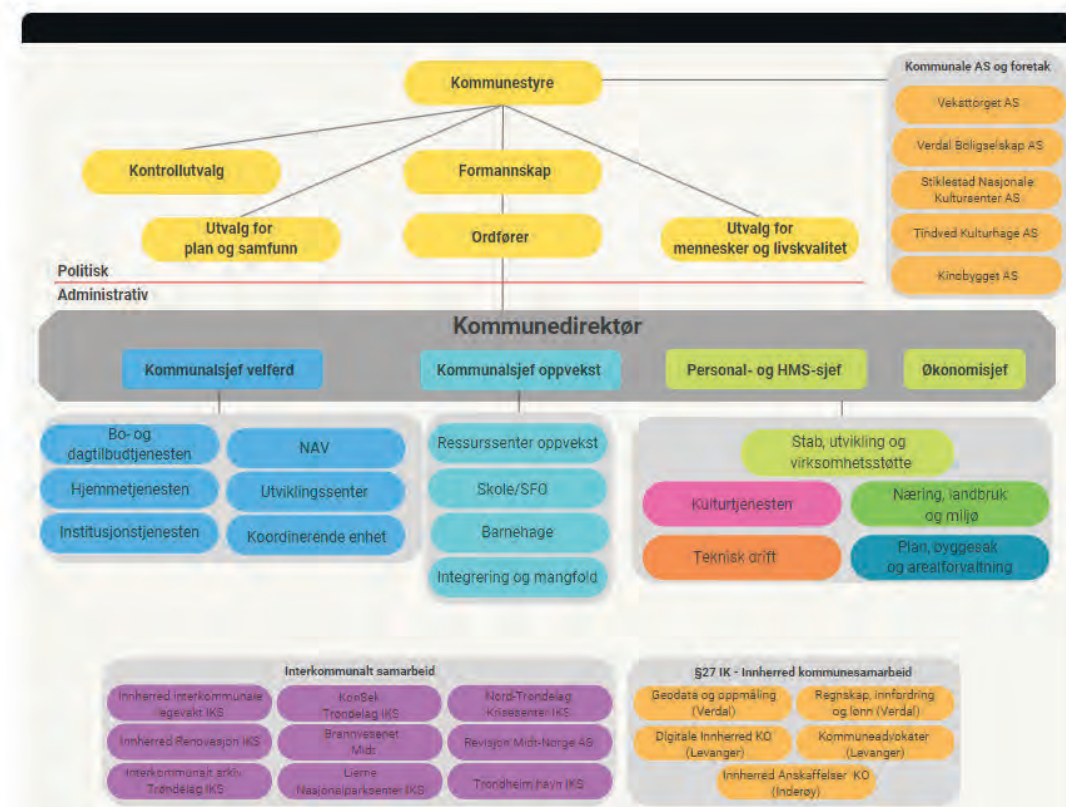 Kommunestyre
Kontrollutvalg
Formannskap
Utvalg for
plan og samfunn
Ordfører
Utvalg for
mennesker og livskvalitet
Kommunale AS og foretak
Veksttorget AS
Verdal Boligselskap AS
Stiklestad Nasjonale
Kultursenter AS
Tindved Kulturhage AS
Kinobygget AS
Politisk
Administrativ
Kommunedirektør
Kommunalsjef velferd
Kommunalsjef oppvekst
Personal- og HMS-sjef
Økonomisjef
Bo- og
dagtilbudtjenesten
NAV
Hjemmetjenesten
Utviklingssenter
Institusjonstjenesten
Koordinerende enhet
Ressurssenter oppvekst
Skole/SFO
Barnehage
Integrering og mangfold
Stab, utvikling og
virksomhetsstøtte
Kulturtjenesten
Næring, landbruk
og miljø
Teknisk drift
Plan, byggesak
og arealforvaltning
Interkommunalt samarbeid
Innherred interkommunale
legevakt IKS
KonSek
Trøndelag IKS
Nord-Trøndelag
Krisesenter IKS
Innherred Renovasjon IKS
Brannvesenet
Midt
Revisjon Midt-Norge AS
Interkommunalt arkiv
Trøndelag IKS
Lierne
Nasjonalparksenter IKS
Trondheim havn IKS
§27 IK - Innherred kommunesamarbeid
Geodata og oppmåling
(Verdal)
Regnskap, innfordring
og lønn (Verdal)
Digitale Innherred KO
(Levanger)
Kommuneadvokater
(Levanger)
Innherred Anskaffelser KO
(Inderøy)